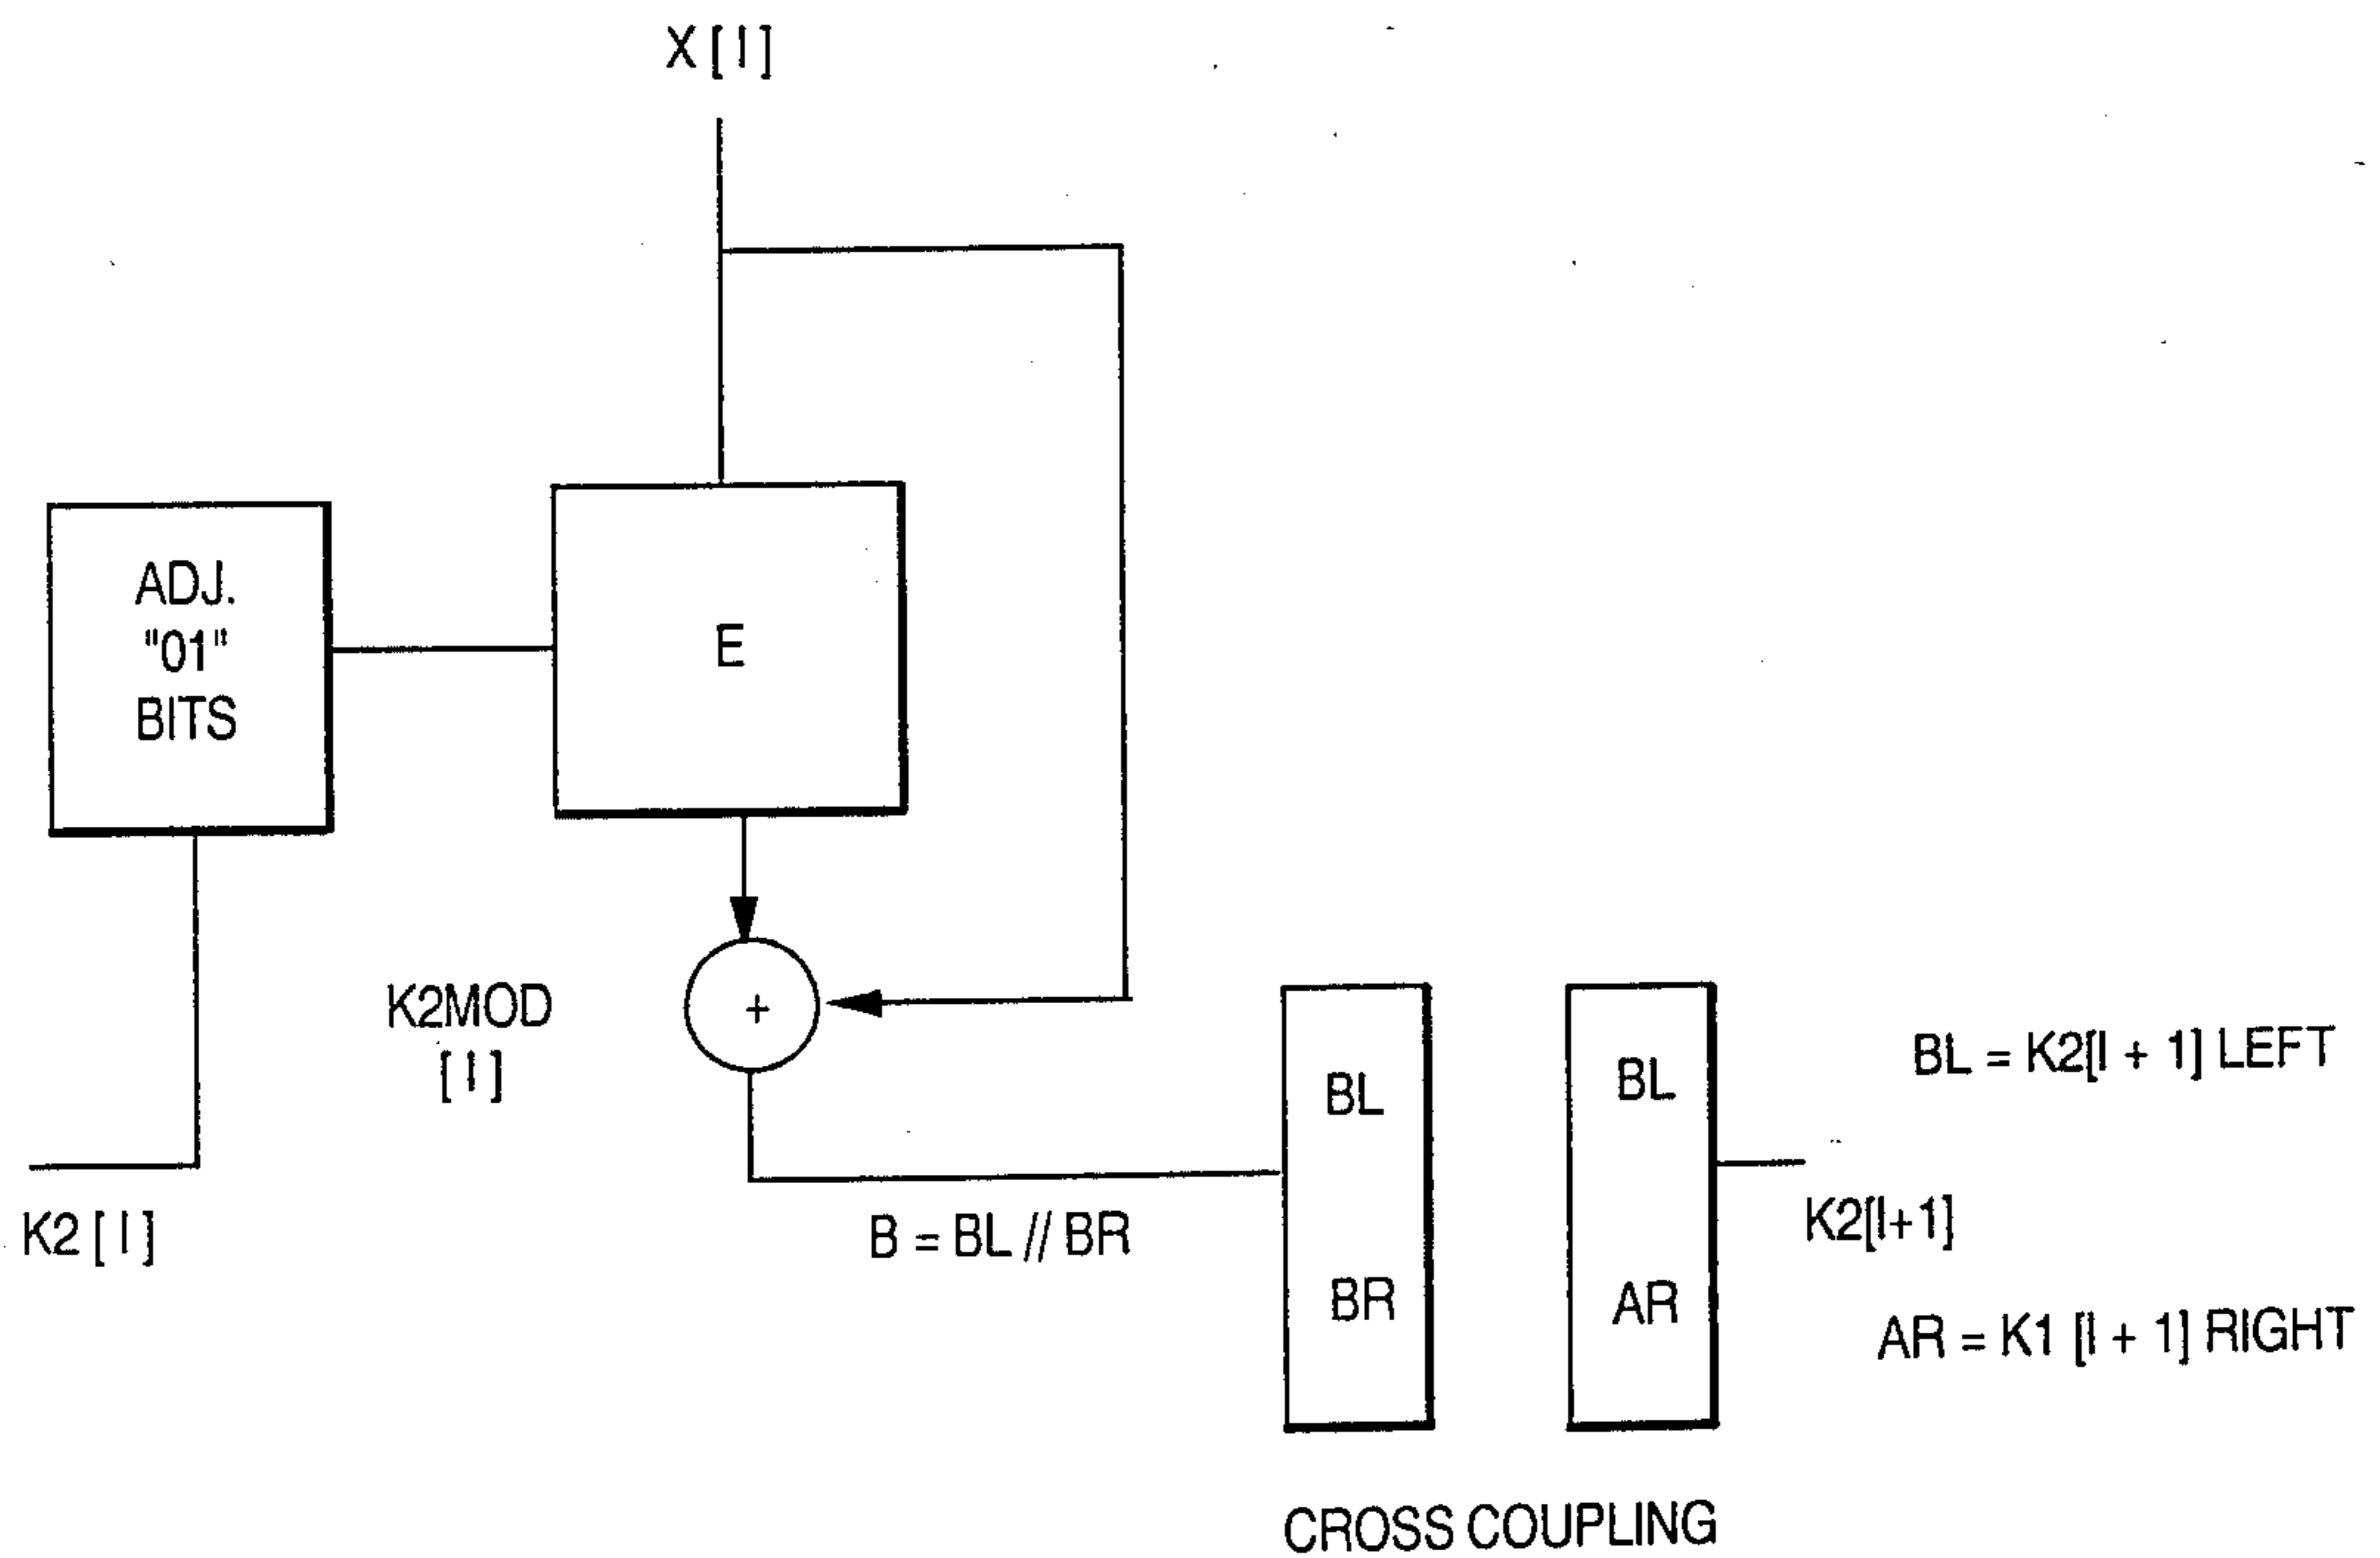 X [ I ]
ADJ.
"01"
BITS
E
K2MOD
[ I ]
+
K2 [ I ]
B = BL // BR
BL
BR
BL
AR
BL = K2[I + 1] LEFT
K2[I+1]
AR = K1 [I + 1] RIGHT
CROSS COUPLING